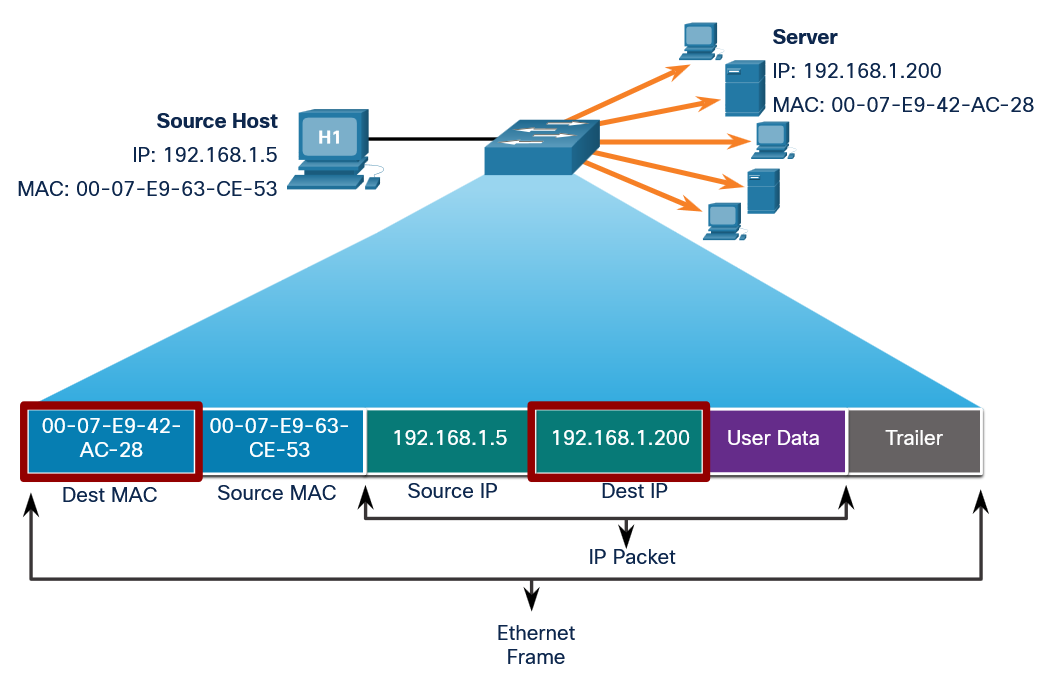 Server
IP: 192.168.1.200
MAC: 00-07-E9-42-AC-28
Source Host
IP: 192.168.1.5
MAC: 00-07-E9-63-CE-53
H1
00-07-E9-42-
AC-28
00-07-E9-63-
CE-53
192.168.1.5
192.168.1.200
User Data
Trailer
Dest MAC
Source MAC
Source IP
Dest IP
IP Packet
Ethernet
Frame